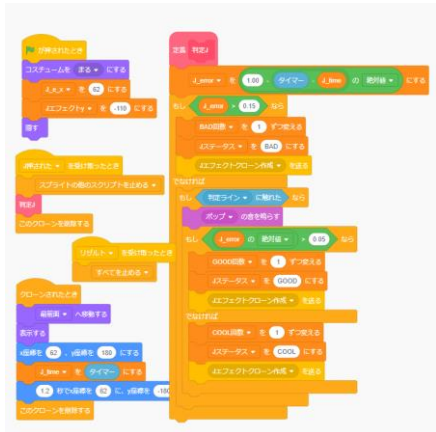 が押されたとき
コスチュームを まる にする
J_e_x を 62 にする
Jエフェクトy を -110 にする
隠す
J押された を受け取ったとき
スプライトの他のスクリプトを止める
判定J
このクローンを削除する
リザルト を受け取ったとき
すべてを止める
クローンされたとき
最前面 へ移動する
表示する
x座標を 62 、y座標を 180 にする
J_time を タイマー にする
1.2 秒でx座標を 62 に、y座標を -180
このクローンを削除する
定義 判定J
J_error を 1.06 - タイマー - J_time の 絶対値 にする
もし J_error > 0.15 なら
BAD回数 を 1 ずつ変える
Jステータス を BAD にする
Jエフェクトクローン作成 を送る
でなければ
もし 判定ライン に触れた なら
ポップ の音を鳴らす
もし J_error の 絶対値 > 0.05 なら
GOOD回数 を 1 ずつ変える
Jステータス を GOOD にする
Jエフェクトクローン作成 を送る
でなければ
COOL回数 を 1 ずつ変える
Jステータス を COOL にする
Jエフェクトクローン作成 を送る